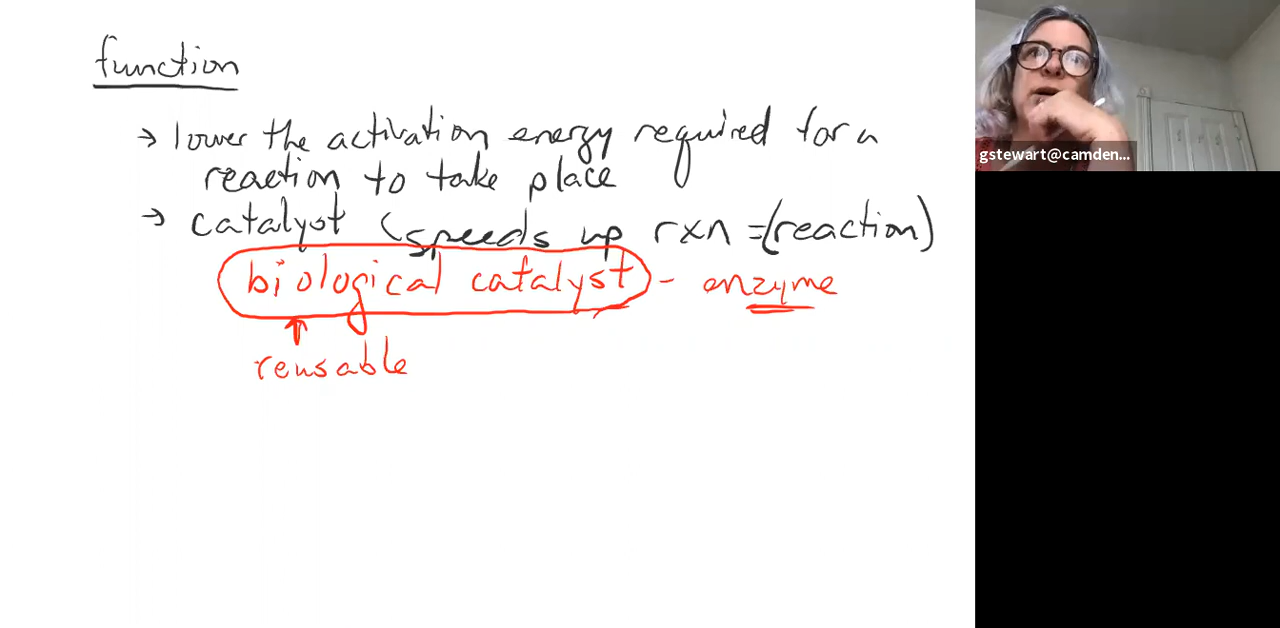 function
→ lower the activation energy required for a
reaction to take place
→ catalyst (speeds up rxn =(reaction)
biological catalyst - enzyme
reusable
gstewart@camden...